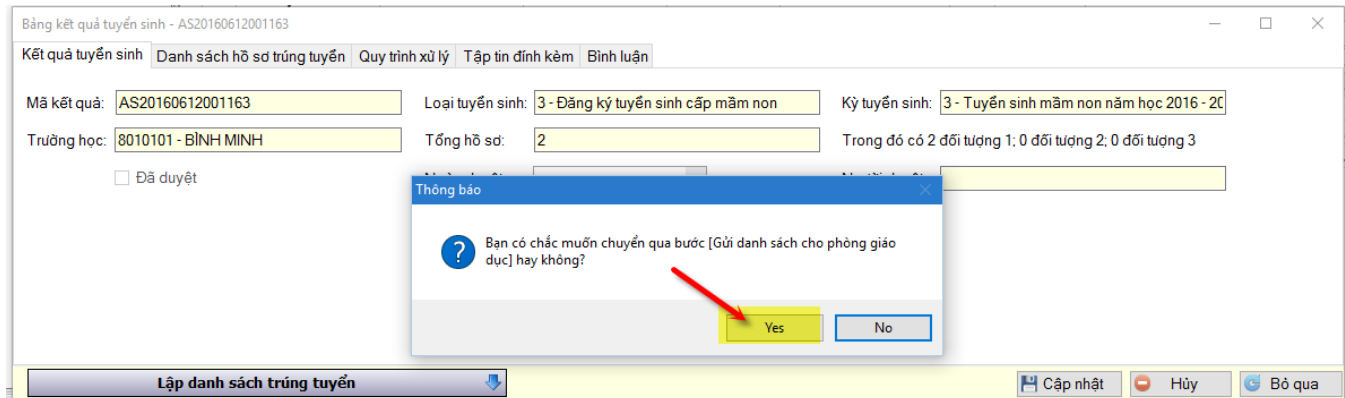 Bảng kết quả tuyển sinh - AS20160612001163
Kết quả tuyển sinh Danh sách hồ sơ trúng tuyển Quy trình xử lý Tập tin đính kèm Bình luận
Mã kết quả: AS20160612001163 Loại tuyển sinh: 3 - Đăng ký tuyển sinh cấp mầm non Kỳ tuyển sinh: 3 - Tuyển sinh mầm non năm học 2016 - 20
Trường học: 8010101 - BÌNH MINH Tổng hồ sơ: 2 Trong đó có 2 đối tượng 1; 0 đối tượng 2; 0 đối tượng 3
Đã duyệt
Thông báo
Bạn có chắc muốn chuyển qua bước [Gửi danh sách cho phòng giáo
dục] hay không?
Yes No
Lập danh sách trúng tuyển Cập nhật Hủy Bỏ qua